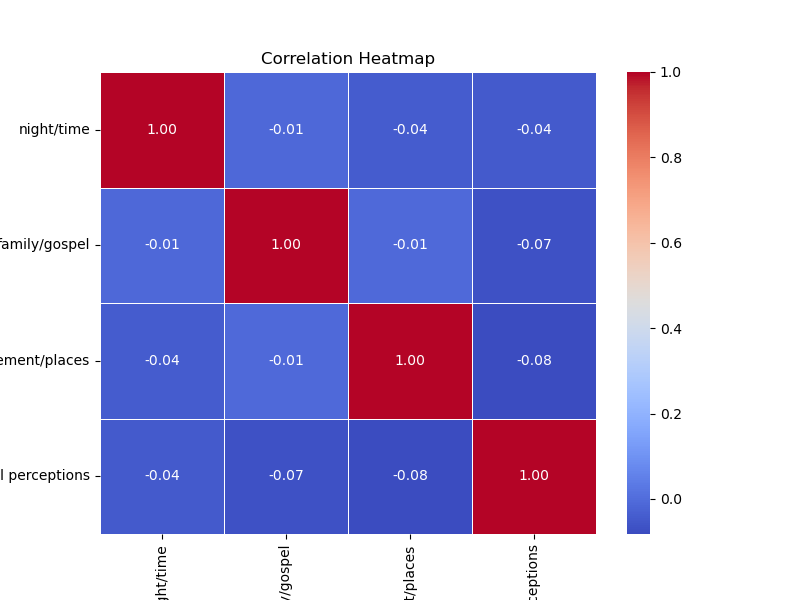 Correlation Heatmap
1.0
night/time 1.00 -0.01 -0.04 -0.04
0.8
family/gospel -0.01 1.00 -0.01 -0.07
0.6
0.4
ement/places -0.04 -0.01 1.00 -0.08
0.2
l perceptions -0.04 -0.07 -0.08 1.00
0.0
ght/time
y/gospel
t/places
ceptions